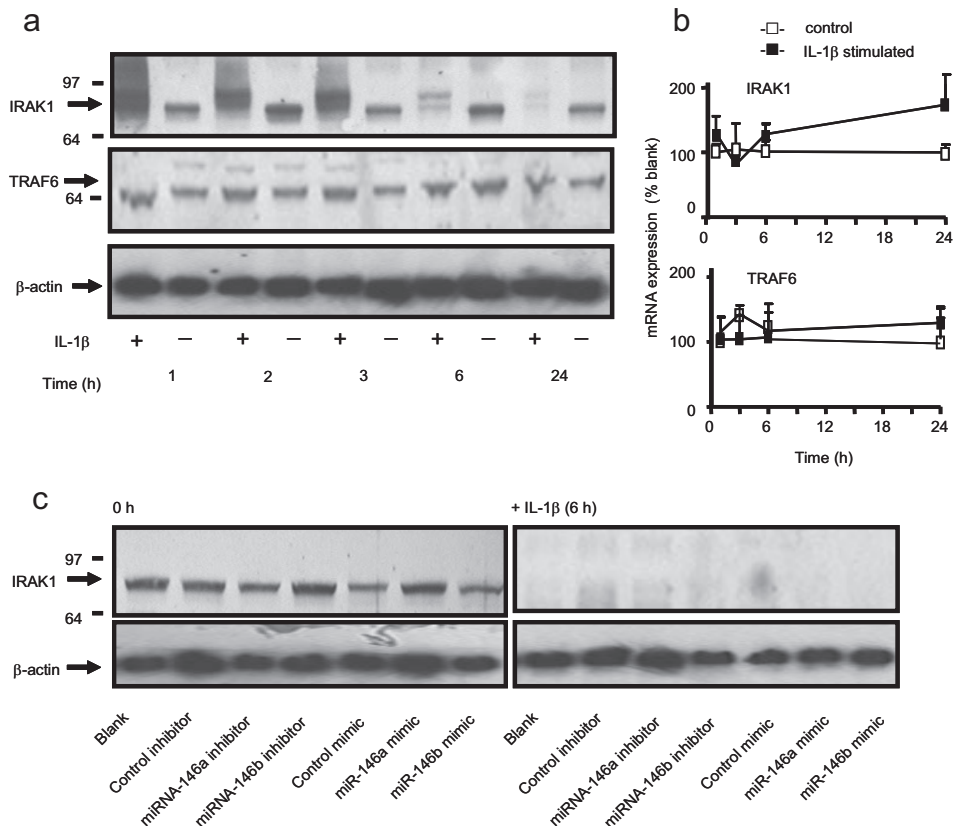 a
97
IRAK1
64
TRAF6
64
β-actin
IL-1β + – + – + – + – + –
Time (h) 1 2 3 6 24
b
-□- control
-■- IL-1β stimulated
mRNA expression (% blank)
IRAK1
200
100
0
0 6 12 18 24
TRAF6
200
100
0
0 6 12 18 24
Time (h)
c
0 h
+ IL-1β (6 h)
97
IRAK1
64
β-actin
Blank
Control inhibitor
miRNA-146a inhibitor
miRNA-146b inhibitor
Control mimic
miR-146a mimic
miR-146b mimic
Blank
Control inhibitor
miRNA-146a inhibitor
miRNA-146b inhibitor
Control mimic
miR-146a mimic
miR-146b mimic